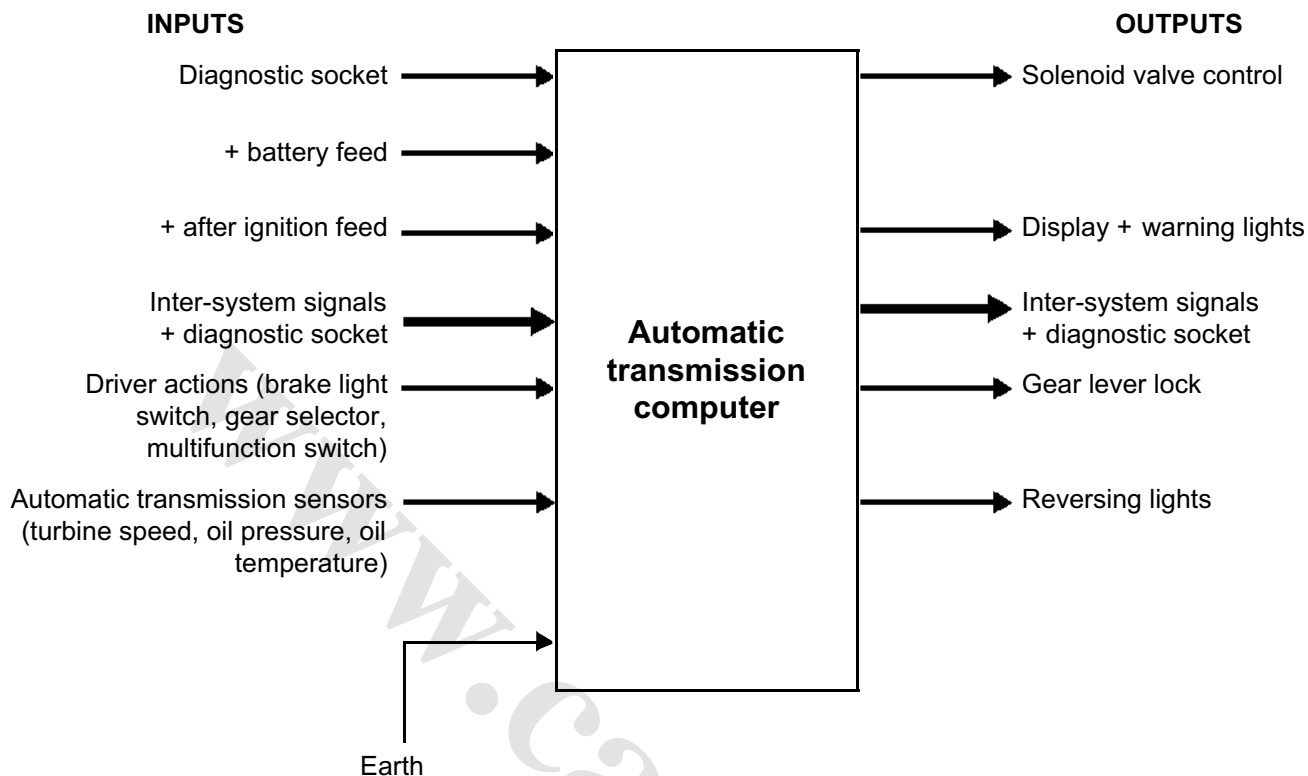 INPUTS
OUTPUTS
Diagnostic socket
Solenoid valve control
+ battery feed
+ after ignition feed
Display + warning lights
Inter-system signals
+ diagnostic socket
Inter-system signals
+ diagnostic socket
Automatic
transmission
computer
Driver actions (brake light
switch, gear selector,
multifunction switch)
Gear lever lock
Automatic transmission sensors
(turbine speed, oil pressure, oil
temperature)
Reversing lights
Earth
www.ca